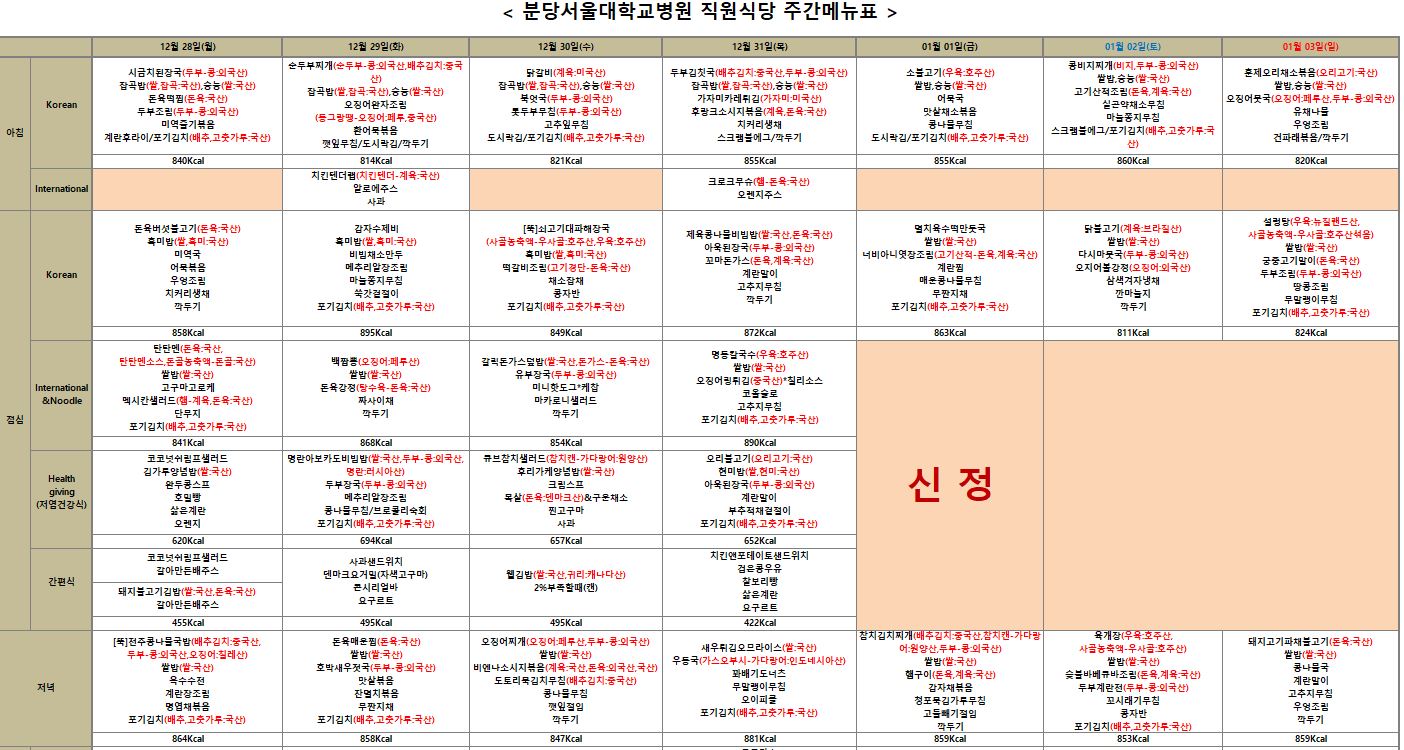 < 분당서울대학교병원 직원식당 주간메뉴표 >
12월 28일(월)
12월 29일(화)
12월 30일(수)
12월 31일(목)
01월 01일(금)
01월 02일(토)
01월 03일(일)
아침
Korean
시금치된장국(두부-콩:외국산)
잡곡밥(쌀,잡곡:국산),숭늉(쌀:국산)
돈육떡찜(돈육:국산)
두부조림(두부-콩:외국산)
미역줄기볶음
계란후라이/포기김치(배추,고춧가루:국산)
840Kcal
순두부찌개(순두부-콩:외국산,배추김치:중국
산)
잡곡밥(쌀,잡곡:국산),숭늉(쌀:국산)
오징어완자조림
(동그랑땡-오징어:페루,중국산)
환어묵볶음
깻잎무침/도시락김/깍두기
814Kcal
닭갈비(계육:미국산)
잡곡밥(쌀,잡곡:국산),숭늉(쌀:국산)
북엇국(두부-콩:외국산)
톳두부무침(두부-콩:외국산)
고추잎무침
도시락김/포기김치(배추,고춧가루:국산)
821Kcal
두부김칫국(배추김치:중국산,두부-콩:외국산)
잡곡밥(쌀,잡곡:국산),숭늉(쌀:국산)
가자미카레튀김(가자미:미국산)
후랑크소시지볶음(계육,돈육:국산)
치커리생채
스크램블에그/깍두기
855Kcal
소불고기(우육:호주산)
쌀밥,숭늉(쌀:국산)
어묵국
맛살채소볶음
콩나물무침
도시락김/포기김치(배추,고춧가루:국산)
855Kcal
콩비지찌개(비지,두부-콩:외국산)
쌀밥,숭늉(쌀:국산)
고기산적조림(돈육,계육:국산)
실곤약채소무침
마늘쫑지무침
스크램블에그/포기김치(배추,고춧가루:국
산)
860Kcal
훈제오리채소볶음(오리고기:국산)
쌀밥,숭늉(쌀:국산)
오징어뭇국(오징어:페루산,두부-콩:외국산)
유채나물
우엉조림
건파래볶음/깍두기
820Kcal
International
치킨텐더랩(치킨텐더-계육:국산)
알로에주스
사과
크로크무슈(햄-돈육:국산)
오렌지주스
점심
Korean
돈육버섯불고기(돈육:국산)
흑미밥(쌀,흑미:국산)
미역국
어묵볶음
우엉조림
치커리생채
깍두기
858Kcal
감자수제비
흑미밥(쌀,흑미:국산)
비빔채소만두
메추리알장조림
마늘쫑지무침
쑥갓겉절이
포기김치(배추,고춧가루:국산)
895Kcal
[뚝]쇠고기대파해장국
(사골농축액-우사골:호주산,우육:호주산)
흑미밥(쌀,흑미:국산)
떡갈비조림(고기경단-돈육:국산)
채소잡채
콩자반
포기김치(배추,고춧가루:국산)
849Kcal
제육콩나물비빔밥(쌀:국산,돈육:국산)
아욱된장국(두부-콩:외국산)
꼬마돈가스(돈육,계육:국산)
계란말이
고추지무침
깍두기
872Kcal
멸치육수떡만둣국
쌀밥(쌀:국산)
너비아니엿장조림(고기산적-돈육,계육:국산)
계란찜
매운콩나물무침
무짠지채
포기김치(배추,고춧가루:국산)
863Kcal
닭불고기(계육:브라질산)
쌀밥(쌀:국산)
다시마뭇국(두부-콩:외국산)
오지어볼강정(오징어:외국산)
삼색겨자냉채
깐마늘지
깍두기
811Kcal
설렁탕(우육:뉴질랜드산,
사골농축액-우사골:호주산섞음)
쌀밥(쌀:국산)
궁중고기말이(돈육:국산)
두부조림(두부-콩:외국산)
땅콩조림
무말랭이무침
포기김치(배추,고춧가루:국산)
824Kcal
International
&Noodle
탄탄멘(돈육:국산,
탄탄멘소스,돈골농축액-돈골:국산)
쌀밥(쌀:국산)
고구마고로케
멕시칸샐러드(햄-계육,돈육:국산)
단무지
포기김치(배추,고춧가루:국산)
841Kcal
백짬뽕(오징어:페루산)
쌀밥(쌀:국산)
돈육강정(탕수육-돈육:국산)
짜사이채
깍두기
868Kcal
갈릭돈가스덮밥(쌀:국산,돈가스-돈육:국산)
유부장국(두부-콩:외국산)
미니핫도그*케찹
마카로니샐러드
깍두기
854Kcal
명동칼국수(우육:호주산)
쌀밥(쌀:국산)
오징어링튀김(중국산)*칠리소스
코울슬로
고추지무침
포기김치(배추,고춧가루:국산)
890Kcal
신 정
Health
giving
(저염건강식)
코코넛쉬림프샐러드
김가루양념밥(쌀:국산)
완두콩스프
호밀빵
삶은계란
오렌지
620Kcal
명란아보카도비빔밥(쌀:국산,두부-콩:외국산,
명란:러시아산)
두부장국(두부-콩:외국산)
메추리알장조림
콩나물무침/브로콜리숙회
포기김치(배추,고춧가루:국산)
694Kcal
큐브참치샐러드(참치캔-가다랑어:원양산)
후리가케양념밥(쌀:국산)
크림스프
목살(돈육:덴마크산)&구운채소
찐고구마
사과
657Kcal
오리불고기(오리고기:국산)
현미밥(쌀,현미:국산)
아욱된장국(두부-콩:외국산)
계란말이
부추적채겉절이
포기김치(배추,고춧가루:국산)
652Kcal
간편식
코코넛쉬림프샐러드
갈아만든배주스
돼지불고기김밥(쌀:국산,돈육:국산)
갈아만든배주스
455Kcal
사과샌드위치
덴마크요거밀(자색고구마)
콘시리얼바
요구르트
495Kcal
웰김밥(쌀:국산,귀리:캐나다산)
2%부족할때(캔)
495Kcal
치킨앤포테이토샌드위치
검은콩우유
찰보리빵
삶은계란
요구르트
422Kcal
저녁
[뚝]전주콩나물국밥(배추김치:중국산,
두부-콩:외국산,오징어:칠레산)
쌀밥(쌀:국산)
옥수수전
계란장조림
명엽채볶음
포기김치(배추,고춧가루:국산)
864Kcal
돈육매운찜(돈육:국산)
쌀밥(쌀:국산)
호박새우젓국(두부-콩:외국산)
맛살볶음
잔멸치볶음
무짠지채
포기김치(배추,고춧가루:국산)
858Kcal
오징어찌개(오징어:페루산,두부-콩:외국산)
쌀밥(쌀:국산)
비엔나소시지볶음(계육:국산,돈육:외국산,국산)
도토리묵김치무침(배추김치:중국산)
콩나물무침
깻잎절임
깍두기
847Kcal
새우튀김오므라이스(쌀:국산)
우동국(가스오부시-가다랑어:인도네시아산)
꽈배기도너츠
무말랭이무침
오이피클
포기김치(배추,고춧가루:국산)
881Kcal
참치김치찌개(배추김치:중국산,참치캔-가다랑
어:원양산,두부-콩:외국산)
쌀밥(쌀:국산)
햄구이(돈육,계육:국산)
감자채볶음
청포묵김가루무침
고들빼기절임
깍두기
859Kcal
육개장(우육:호주산,
사골농축액-우사골:호주산)
쌀밥(쌀:국산)
숯불바베큐바조림(돈육,계육:국산)
두부계란전(두부-콩:외국산)
꼬시래기무침
콩자반
포기김치(배추,고춧가루:국산)
853Kcal
돼지고기파채불고기(돈육:국산)
쌀밥(쌀:국산)
콩나물국
계란말이
고추지무침
우엉조림
깍두기
859Kcal